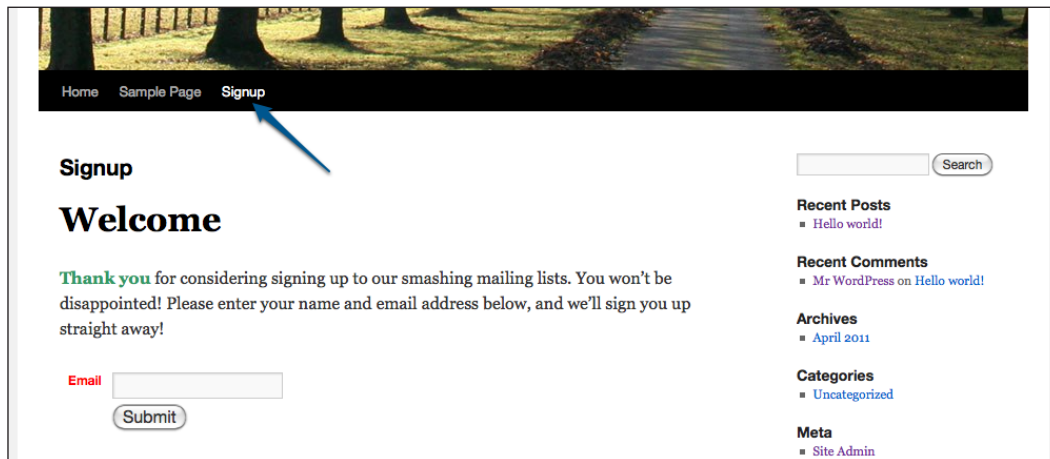 Home Sample Page Signup
Signup
Welcome
Thank you for considering signing up to our smashing mailing lists. You won't be
disappointed! Please enter your name and email address below, and we'll sign you up
straight away!
Email
Submit
Search
Recent Posts
Hello world!
Recent Comments
Mr WordPress on Hello world!
Archives
April 2011
Categories
Uncategorized
Meta
Site Admin